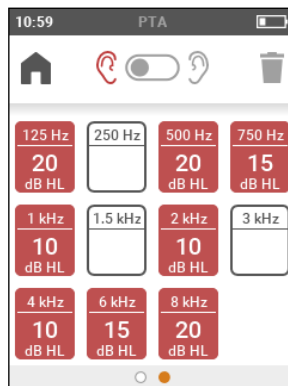 10:59 PTA
125 Hz 250 Hz 500 Hz 750 Hz
20 20 15
dB HL dB HL dB HL
1 kHz 1.5 kHz 2 kHz 3 kHz
10 10
dB HL dB HL
4 kHz 6 kHz 8 kHz
10 15 20
dB HL dB HL dB HL